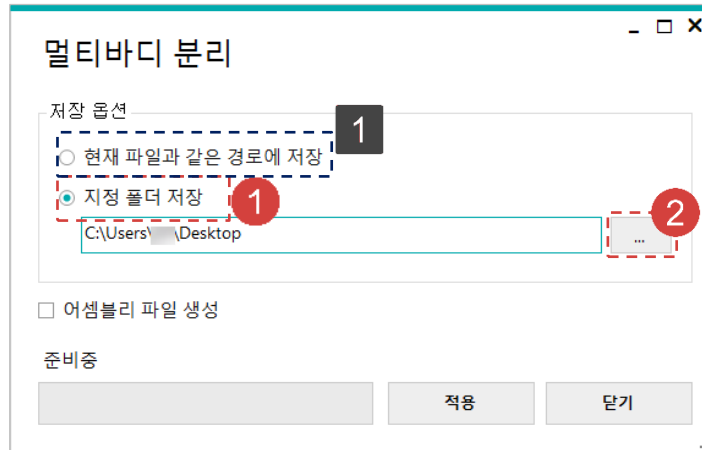 멀티바디 분리
저장 옵션
1
현재 파일과 같은 경로에 저장
지정 폴더 저장
1
2
C:\Users\ \Desktop
...
어셈블리 파일 생성
준비중
적용
닫기